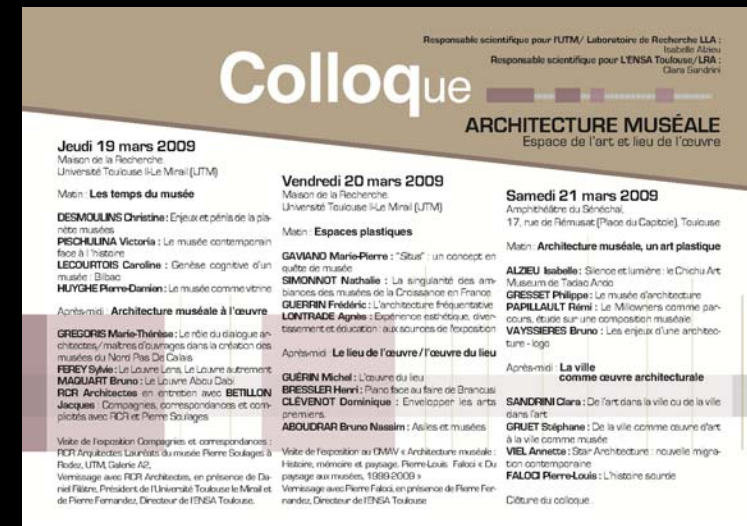 Responsable scientifique pour l'UTM/ Laboratoire de Recherche LLA :
Isabelle Alzieu
Responsable scientifique pour L'ENSA Toulouse/LRA :
Clara Sandrini
Colloque
ARCHITECTURE MUSÉALE
Espace de l'art et lieu de l'œuvre
Jeudi 19 mars 2009
Maison de la Recherche.
Université Toulouse II-Le Mirail (UTM)
Matin : Les temps du musée
DESMOULINS Christine : Enjeux et périls de la pla-
nète musées
PISCHULINA Victoria : Le musée contemporain
face à l'histoire
LECOURTOIS Caroline : Genèse cognitive d'un
musée : Bilbao
HUYGHE Pierre-Damien : Le musée comme vitrine
Après-midi : Architecture muséale à l'œuvre
GREGORIS Marie-Thérèse : Le rôle du dialogue ar-
chitectes/maîtres d'ouvrages dans la création des
musées du Nord Pas De Calais
FEREY Sylvie : Le Louvre Lens, Le Louvre autrement
MAQUART Bruno : Le Louvre Abou Dabi
RCR Architectes en entretien avec BETILLON
Jacques : Compagnies, correspondances et com-
plicités avec RCR et Pierre Soulages
Visite de l'exposition Compagnies et correspondances :
RCR Arquitectes Lauréats du musée Pierre Soulages à
Rodez, UTM, Galerie A2,
Vernissage avec RCR Architectes, en présence de Da-
niel Filâtre, Président de l'Université Toulouse le Mirail et
de Pierre Fernandez, Directeur de l'ENSA Toulouse.
Vendredi 20 mars 2009
Maison de la Recherche.
Université Toulouse II-Le Mirail (UTM)
Matin : Espaces plastiques
GAVIANO Marie-Pierre : "Situs" : un concept en
quête de musée
SIMONNOT Nathalie : La singularité des am-
biances des musées de la Croissance en France
GUERRIN Frédéric : L'architecture fréquentative
LONTRADE Agnès : Expérience esthétique, diver-
tissement et éducation : aux sources de l'exposition
Après-midi : Le lieu de l'œuvre / l'œuvre du lieu
GUÉRIN Michel : L'œuvre du lieu
BRESSLER Henri : Piano face au faire de Brancusi
CLÉVENOT Dominique : Envelopper les arts
premiers.
ABOUDRAR Bruno Nassim : Asiles et musées
Visite de l'exposition au CMAV « Architecture muséale :
Histoire, mémoire et paysage. Pierre-Louis Faloci « Du
paysage aux musées, 1999-2009 »
Vernissage avec Pierre Faloci, en présence de Pierre Fer-
nandez, Directeur de l'ENSA Toulouse
Samedi 21 mars 2009
Amphithéâtre du Sénéchal,
17, rue de Rémusat (Place du Capitole), Toulouse
Matin : Architecture muséale, un art plastique
ALZIEU Isabelle : Silence et lumière : le Chichu Art
Museum de Tadao Ando
GRESSET Philippe : Le musée d'architecture
PAPILLAULT Rémi : Le Milowners comme par-
cours, étude sur une composition muséale
VAYSSIERES Bruno : Les enjeux d'une architec-
ture - logo
Après-midi : La ville
comme œuvre architecturale
SANDRINI Clara : De l'art dans la ville ou de la ville
dans l'art
GRUET Stéphane : De la ville comme œuvre d'art
à la ville comme musée
VIEL Annette : Star Architecture : nouvelle migra-
tion contemporaine
FALOCI Pierre-Louis : L'histoire sourde
Clôture du colloque .